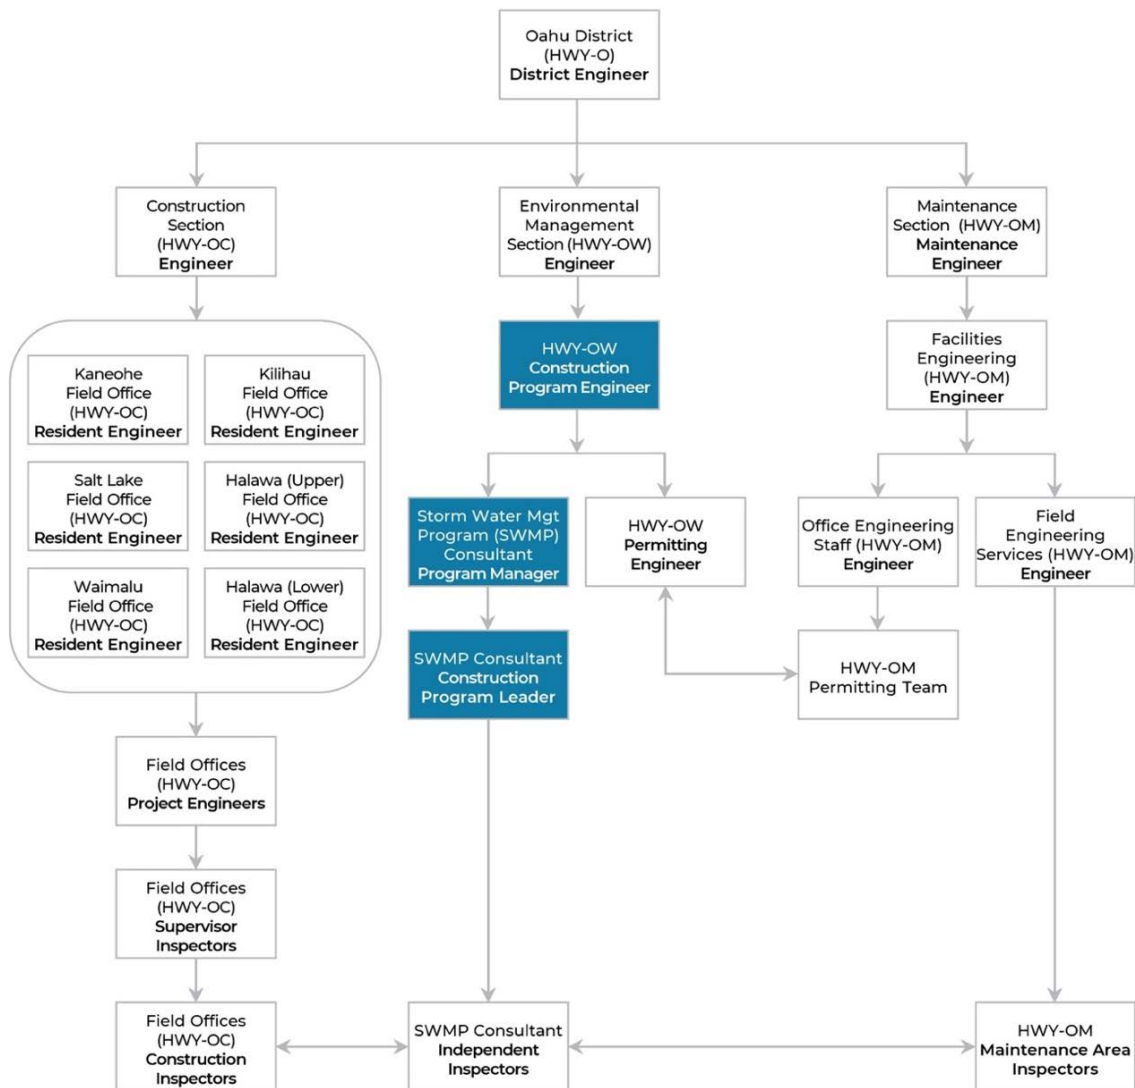 Oahu District
(HWY-O)
District Engineer
Construction
Section
(HWY-OC)
Engineer
Environmental
Management
Section (HWY-OW)
Engineer
Maintenance
Section (HWY-OM)
Maintenance
Engineer
Kaneohe
Field Office
(HWY-OC)
Resident Engineer
Kilihau
Field Office
(HWY-OC)
Resident Engineer
Salt Lake
Field Office
(HWY-OC)
Resident Engineer
Halawa (Upper)
Field Office
(HWY-OC)
Resident Engineer
Waimalu
Field Office
(HWY-OC)
Resident Engineer
Halawa (Lower)
Field Office
(HWY-OC)
Resident Engineer
HWY-OW
Construction
Program Engineer
Facilities
Engineering
(HWY-OM)
Engineer
Storm Water Mgt
Program (SWMP)
Consultant
Program Manager
HWY-OW
Permitting
Engineer
Office Engineering
Staff (HWY-OM)
Engineer
Field
Engineering
Services (HWY-OM)
Engineer
SWMP Consultant
Construction
Program Leader
HWY-OM
Permitting Team
Field Offices
(HWY-OC)
Project Engineers
Field Offices
(HWY-OC)
Supervisor
Inspectors
Field Offices
(HWY-OC)
Construction
Inspectors
SWMP Consultant
Independent
Inspectors
HWY-OM
Maintenance Area
Inspectors